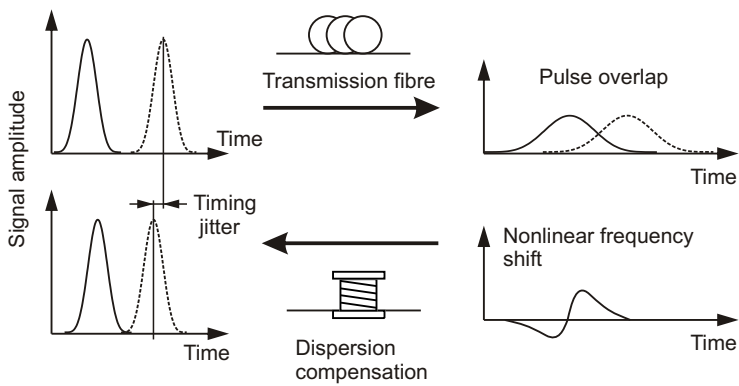 Signal amplitude
Time
Transmission fibre
Pulse overlap
Time
Timing
jitter
Time
Dispersion
compensation
Nonlinear frequency
shift
Time